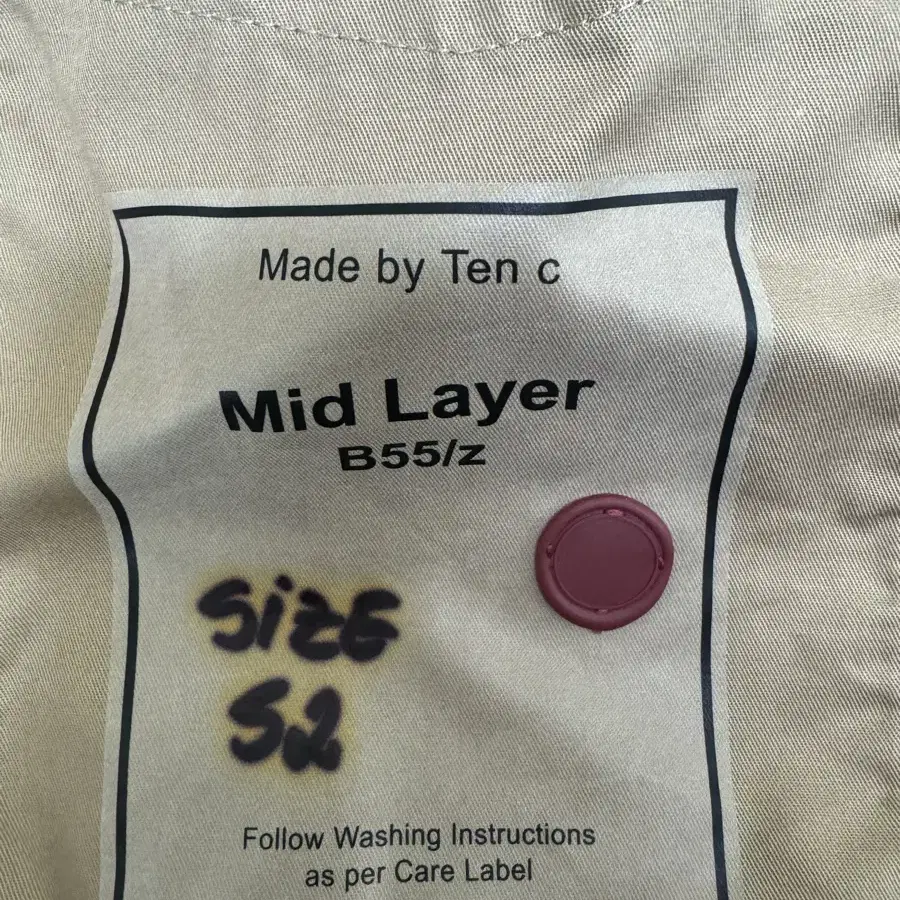 Made by Ten c
Mid Layer
B55/z
SizE
52
Follow Washing Instructions
as per Care Label